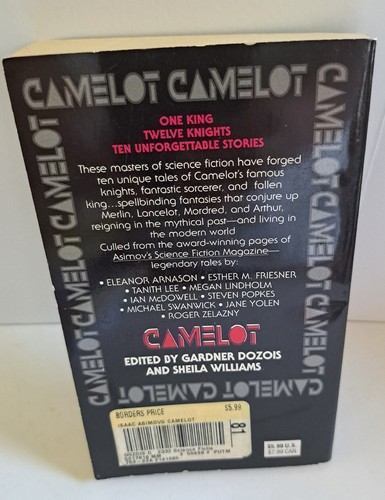 CAMELOT CAMELOT
CAMELOT
CAMELOT
CAMELOT
CAMELOT
ONE KING
TWELVE KNIGHTS
TEN UNFORGETTABLE STORIES
These masters of science fiction have forged
ten unique tales of Camelot's famous
knights, fantastic sorcerer, and fallen
king...spellbinding fantasies that conjure up
Merlin, Lancelot, Mordred, and Arthur,
reigning in the mythical past—and living in
the modern world
Culled from the award-winning pages of
Asimov's Science Fiction Magazine—
legendary tales by:
• ELEANOR ARNASON • ESTHER M. FRIESNER
• TANITH LEE • MEGAN LINDHOLM
• IAN McDOWELL • STEVEN POPKES
• MICHAEL SWANWICK • JANE YOLEN
• ROGER ZELAZNY
CAMELOT
EDITED BY GARDNER DOZOIS
AND SHEILA WILLIAMS
CAMELOT CAMELOT
BORDERS PRICE $5.99
ISAAC ASIMOVS CAMELOT
$5.99 U.S.
$7.99 CAN